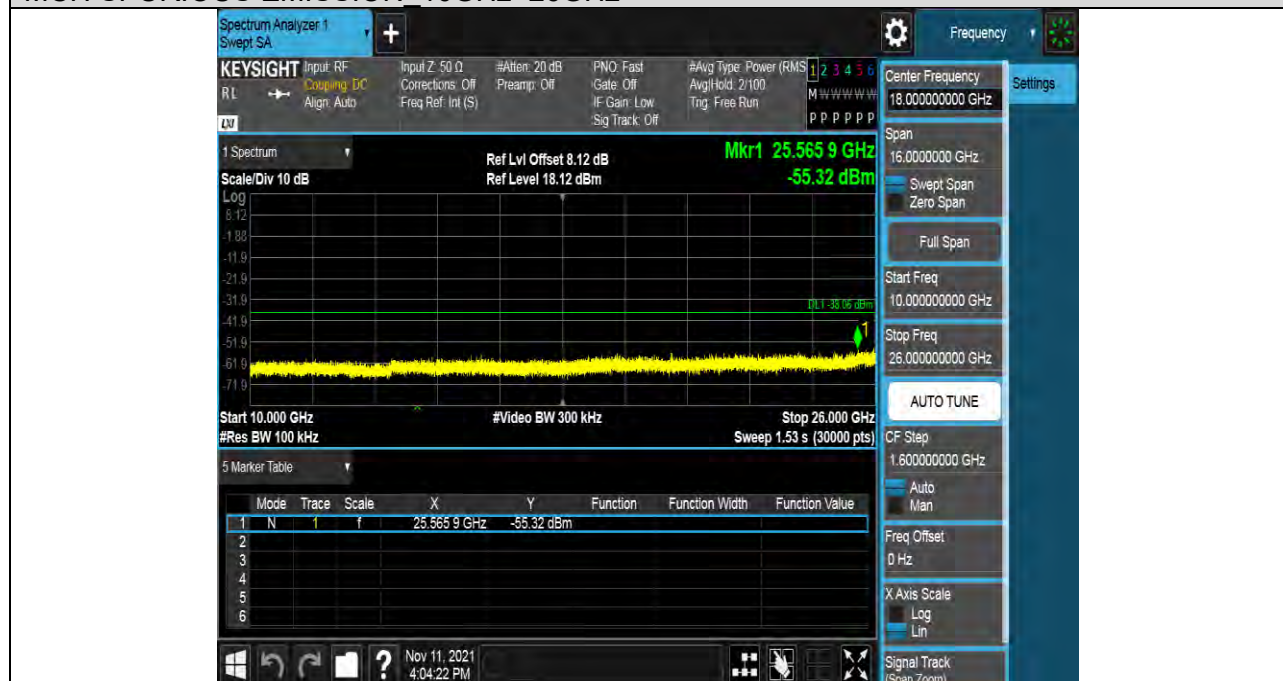 Spectrum Analyzer 1
Swept SA
+
Frequency
KEYSIGHT
RL
LXI
Input: RF
Coupling: DC
Align: Auto
Input Z: 50 Ω
Corrections: Off
Freq Ref: Int (S)
#Atten: 20 dB
Preamp: Off
PNO: Fast
Gate: Off
IF Gain: Low
Sig Track: Off
#Avg Type: Power (RMS
Avg|Hold: 2/100
Trig: Free Run
1 2 3 4 5 6
M W W W W W
P P P P P P
Center Frequency
18.000000000 GHz
Settings
Span
16.0000000 GHz
Swept Span
Zero Span
Full Span
Start Freq
10.000000000 GHz
Stop Freq
26.000000000 GHz
AUTO TUNE
CF Step
1.600000000 GHz
Auto
Man
Freq Offset
0 Hz
X Axis Scale
Log
Lin
Signal Track
(Span Zoom)
1 Spectrum
Scale/Div 10 dB
Ref Lvl Offset 8.12 dB
Ref Level 18.12 dBm
Mkr1 25.565 9 GHz
-55.32 dBm
Log
8.12
-1.88
-11.9
-21.9
-31.9
-41.9
-51.9
-61.9
-71.9
1
Start 10.000 GHz
#Res BW 100 kHz
#Video BW 300 kHz
Stop 26.000 GHz
Sweep 1.53 s (30000 pts)
5 Marker Table
Mode Trace Scale X Y Function Function Width Function Value
1 N 1 f 25.565 9 GHz -55.32 dBm
2
3
4
5
6
?
Nov 11, 2021
4:04:22 PM